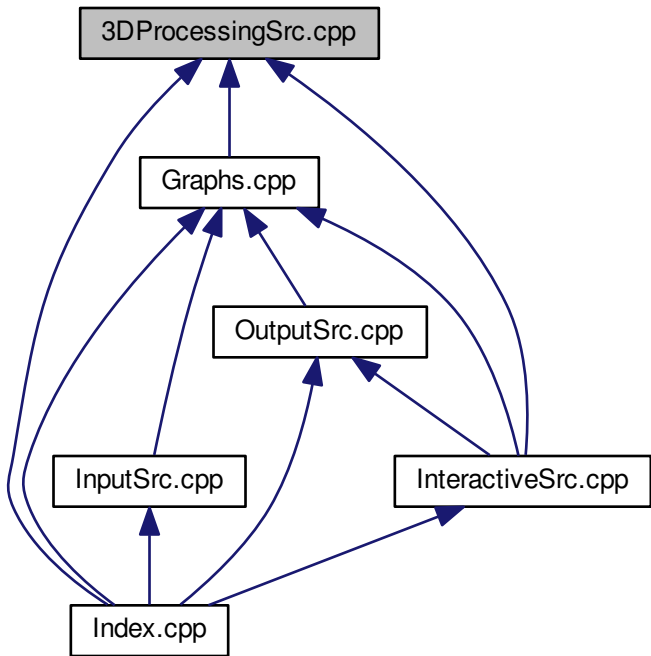 3DProcessingSrc.cpp
Graphs.cpp
OutputSrc.cpp
InputSrc.cpp
InteractiveSrc.cpp
Index.cpp